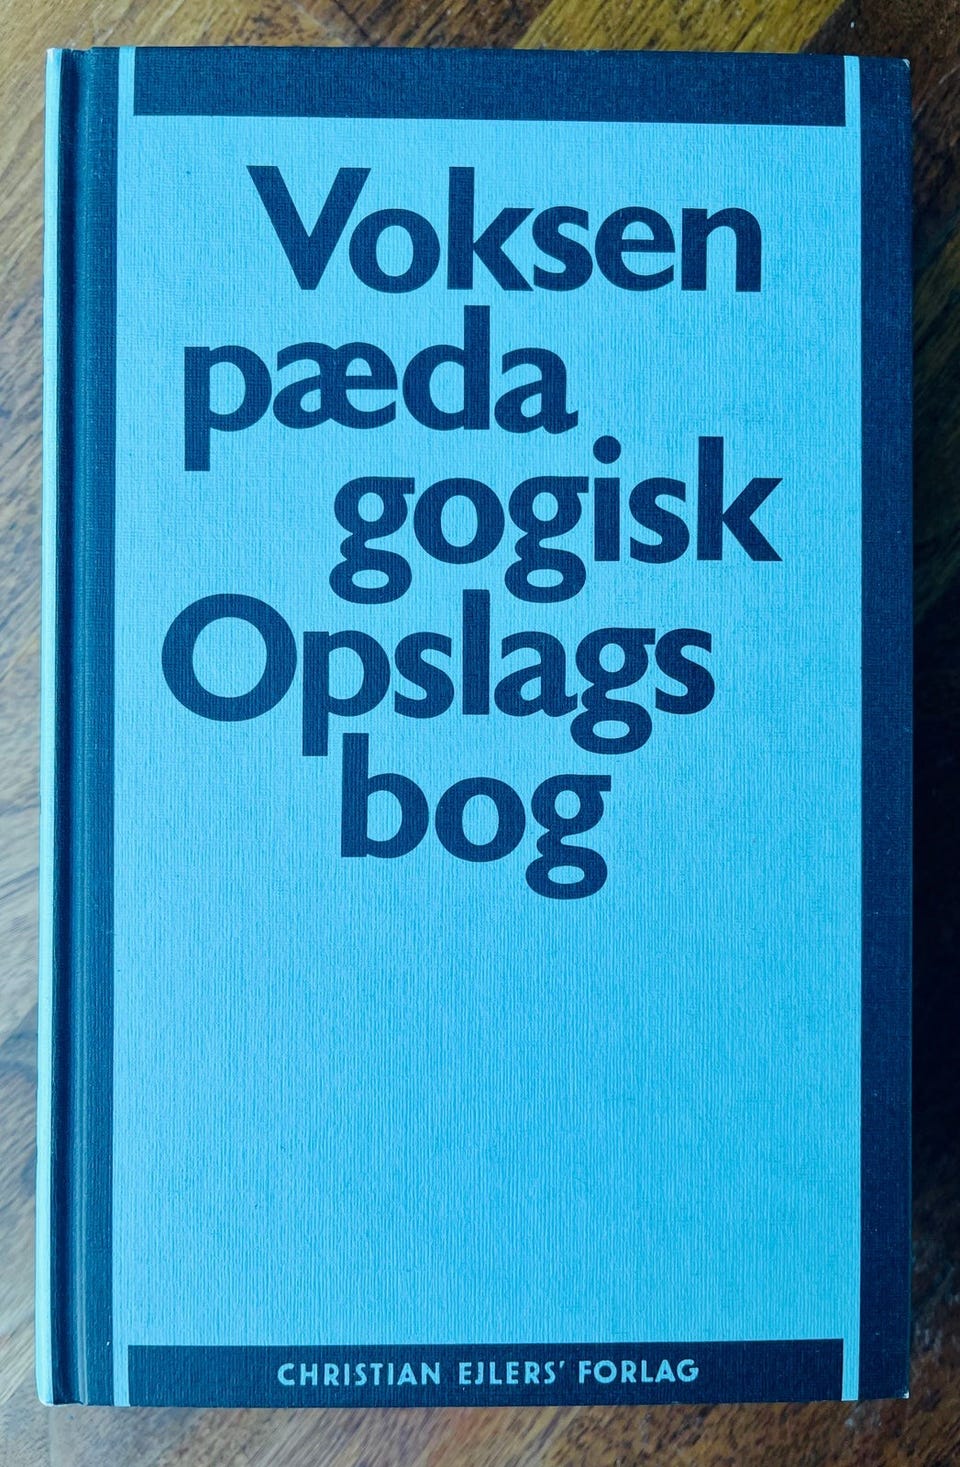 Voksen
pæda
gogisk
Opslags
bog
CHRISTIAN EJLERS' FORLAG